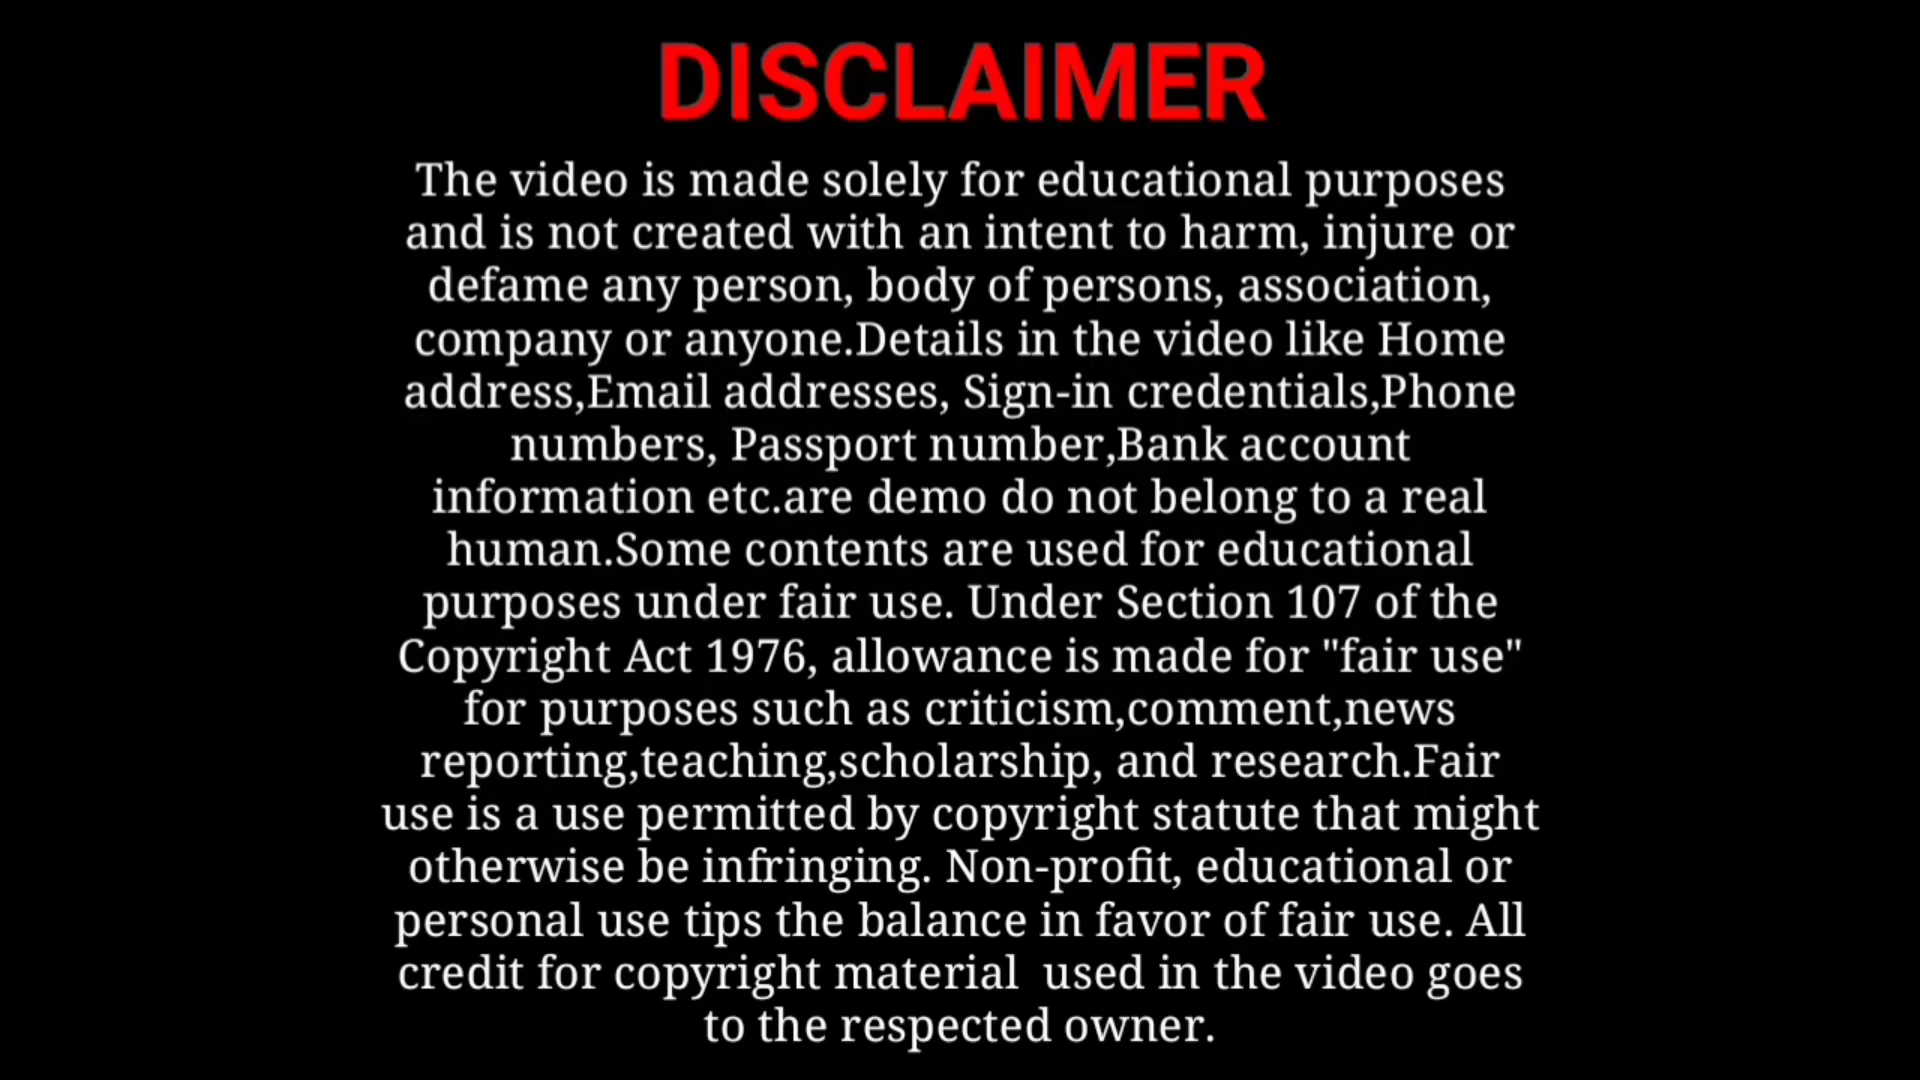 DISCLAIMER
The video is made solely for educational purposes
and is not created with an intent to harm, injure or
defame any person, body of persons, association,
company or anyone.Details in the video like Home
address,Email addresses, Sign-in credentials,Phone
numbers, Passport number,Bank account
information etc.are demo do not belong to a real
human.Some contents are used for educational
purposes under fair use. Under Section 107 of the
Copyright Act 1976, allowance is made for "fair use"
for purposes such as criticism,comment,news
reporting,teaching,scholarship, and research.Fair
use is a use permitted by copyright statute that might
otherwise be infringing. Non-profit, educational or
personal use tips the balance in favor of fair use. All
credit for copyright material  used in the video goes
to the respected owner.